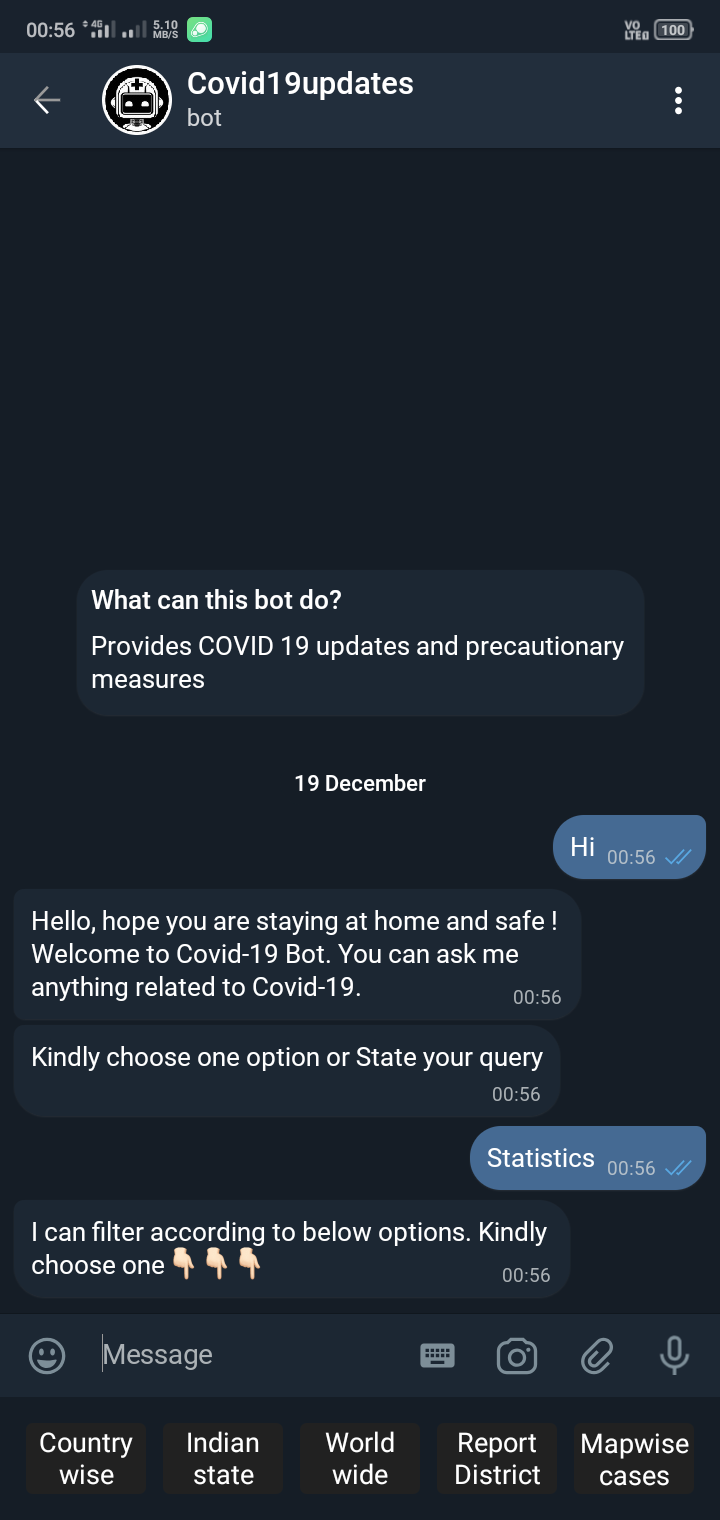 00:56 4G 5.10 MB/S VO LTE 100
Covid19updates
bot
What can this bot do?
Provides COVID 19 updates and precautionary
measures
19 December
Hi 00:56
Hello, hope you are staying at home and safe !
Welcome to Covid-19 Bot. You can ask me
anything related to Covid-19.
00:56
Kindly choose one option or State your query
00:56
Statistics 00:56
I can filter according to below options. Kindly
choose one 👇🏻👇🏻👇🏻
00:56
Message
Country wise
Indian state
World wide
Report District
Mapwise cases